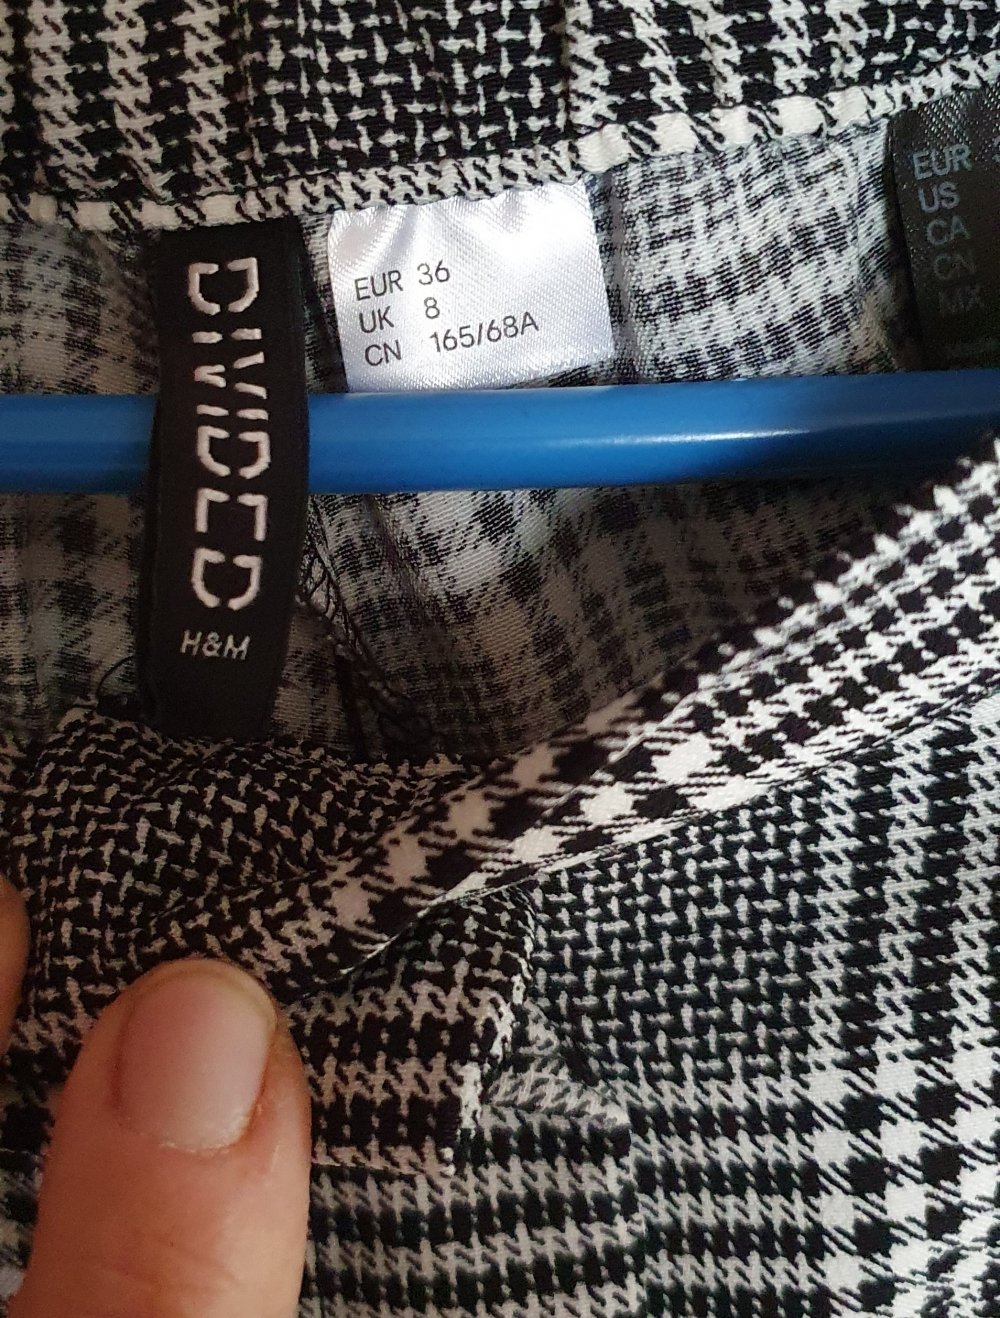 DIVIDED
H&M
EUR 36
UK 8
CN 165/68A
EUR
US
CA
CN
MX